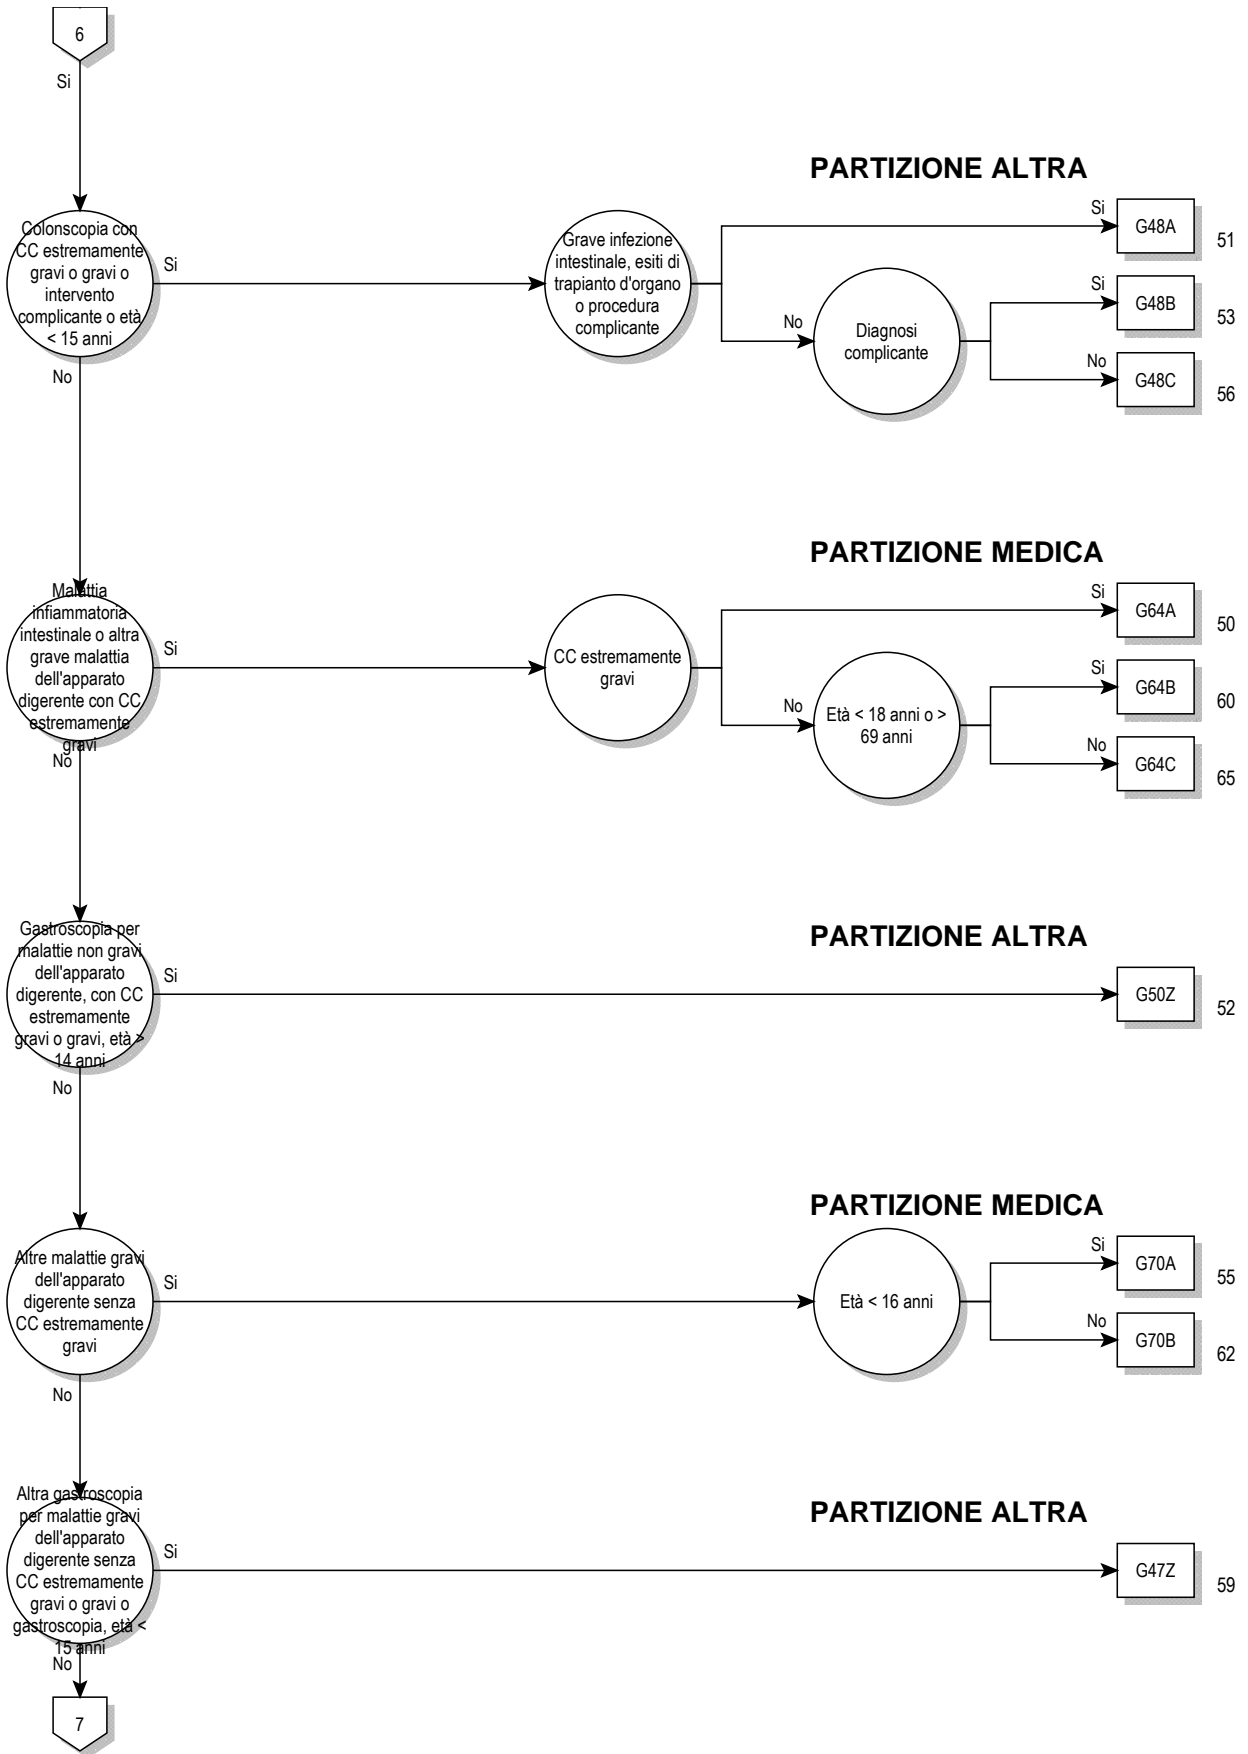 6
Si
PARTIZIONE ALTRA
Colonscopia con
CC estremamente
gravi o gravi o
intervento
complicante o età
< 15 anni
Si
Grave infezione
intestinale, esiti di
trapianto d'organo
o procedura
complicante
Si
G48A
51
No
Diagnosi
complicante
Si
G48B
53
No
G48C
56
No
PARTIZIONE MEDICA
Malattia
infiammatoria
intestinale o altra
grave malattia
dell'apparato
digerente con CC
estremamente
gravi
Si
CC estremamente
gravi
Si
G64A
50
No
Età < 18 anni o >
69 anni
Si
G64B
60
No
G64C
65
No
PARTIZIONE ALTRA
Gastroscopia per
malattie non gravi
dell'apparato
digerente, con CC
estremamente
gravi o gravi, età >
14 anni
Si
G50Z
52
No
PARTIZIONE MEDICA
Altre malattie gravi
dell'apparato
digerente senza
CC estremamente
gravi
Si
Età < 16 anni
Si
G70A
55
No
G70B
62
No
PARTIZIONE ALTRA
Altra gastroscopia
per malattie gravi
dell'apparato
digerente senza
CC estremamente
gravi o gravi o
gastroscopia, età <
15 anni
Si
G47Z
59
No
7